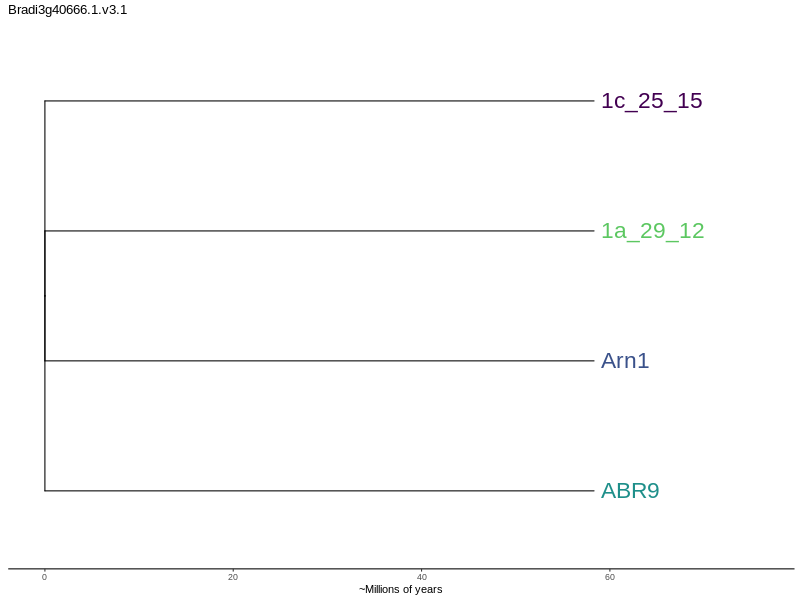 Bradi3g40666.1.v3.1
1c_25_15
1a_29_12
Arn1
ABR9
0 20 40 60
~Millions of years